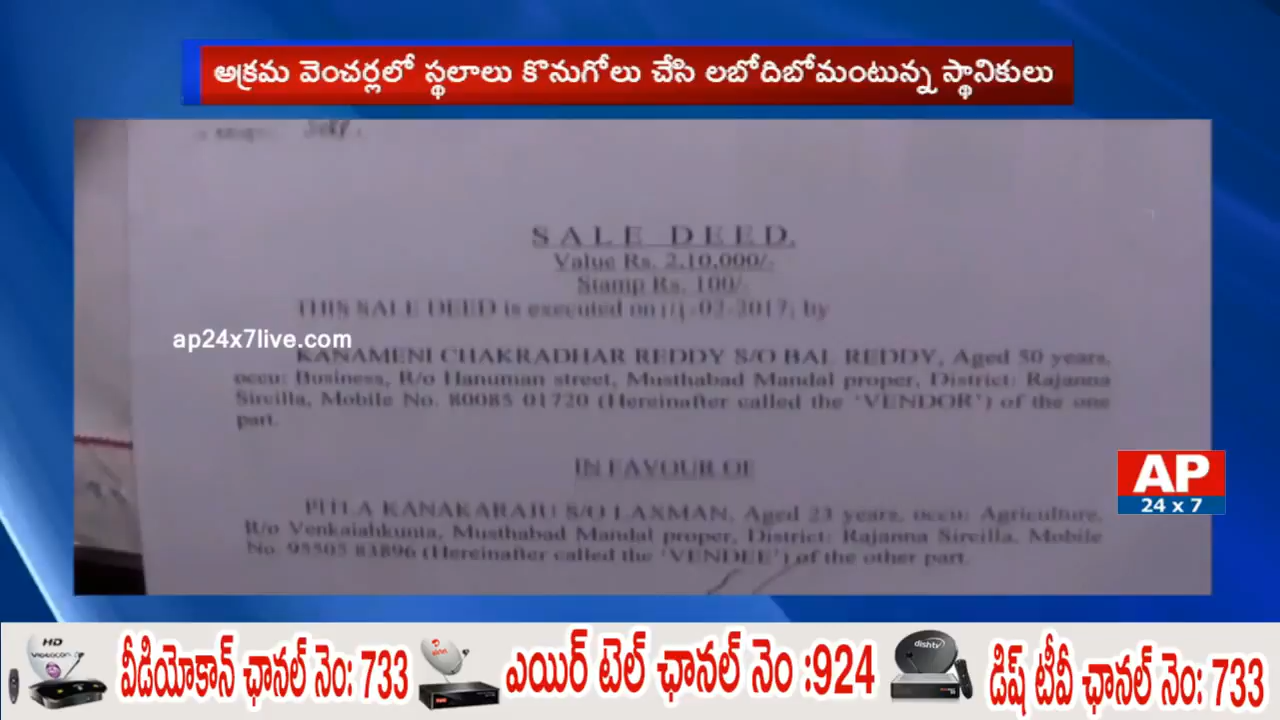 అక్రమ వెంచర్లలో స్థలాలు కొనుగోలు చేసి లబోదిబోమంటున్న స్థానికులు
SALE DEED.
Value Rs. 2,10,000/-
Stamp Rs. 100/-
THIS SALE DEED is executed on -02-2017, by
ap24x7live.com
KANAMENI CHAKRADHAR REDDY S/O BAL REDDY, Aged 50 years,
occu: Business, R/o Hanuman street, Musthabad Mandal proper, District: Rajanna
Sircilla, Mobile No. 80085 01720 (Hereinafter called the 'VENDOR') of the one
part.
IN FAVOUR OF
PITLA KANAKARAJU S/O LAXMAN, Aged 23 years, occu: Agriculture,
R/o Venkaiahkunta, Musthabad Mandal proper, District: Rajanna Sircilla, Mobile
No. 95505 83896 (Hereinafter called the 'VENDEE') of the other part.
AP
24 x 7
HD
Videocon d2h
వీడియోకాన్ ఛానల్ నెం: 733
ఎయిర్ టెల్ ఛానల్ నెం :924
dishtv
డిష్ టీవీ ఛానల్ నెం: 733